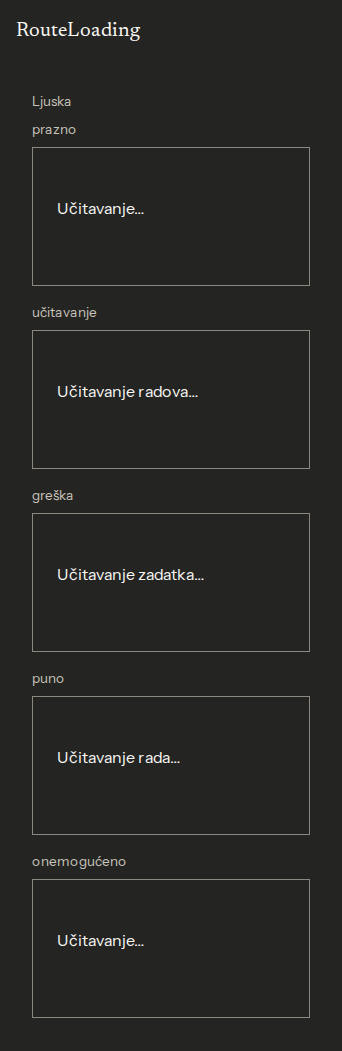 RouteLoading
Ljuska
prazno
Učitavanje...
učitavanje
Učitavanje radova...
greška
Učitavanje zadatka...
puno
Učitavanje rada...
onemogućeno
Učitavanje...